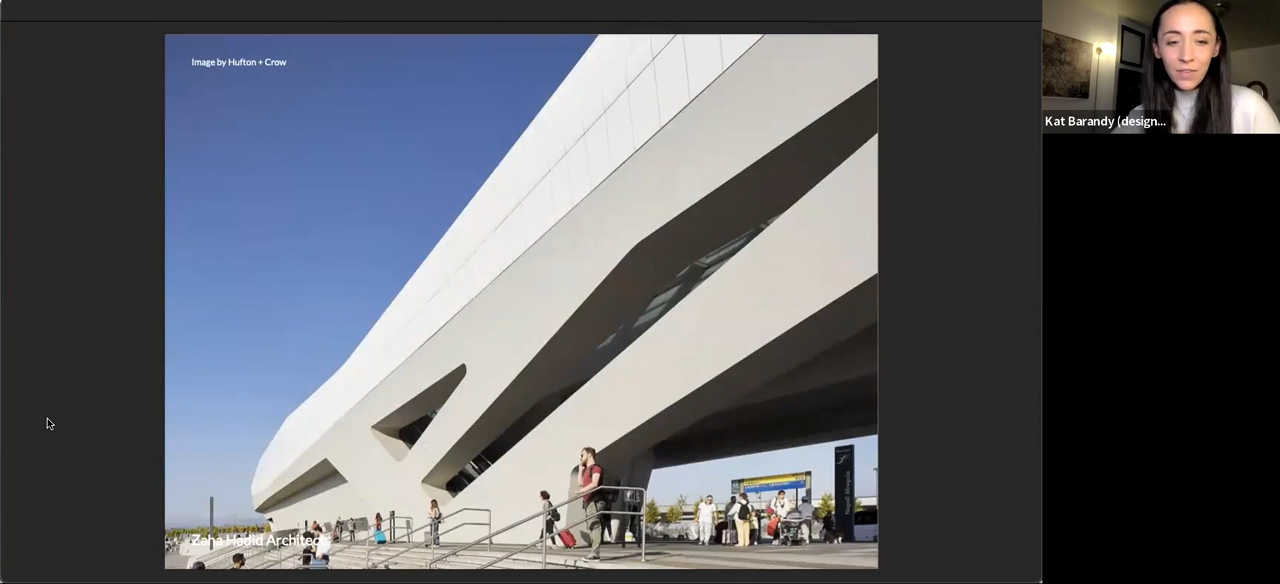 Image by Hufton + Crow
Kat Barandy (design...
Zaha Hadid Architects